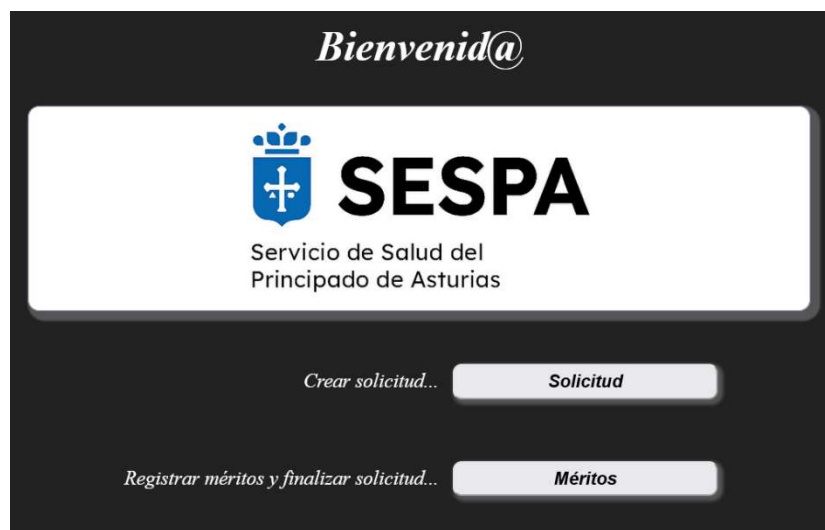 Bienvenid@
SESPA
Servicio de Salud del
Principado de Asturias
Crear solicitud... Solicitud
Registrar méritos y finalizar solicitud... Méritos